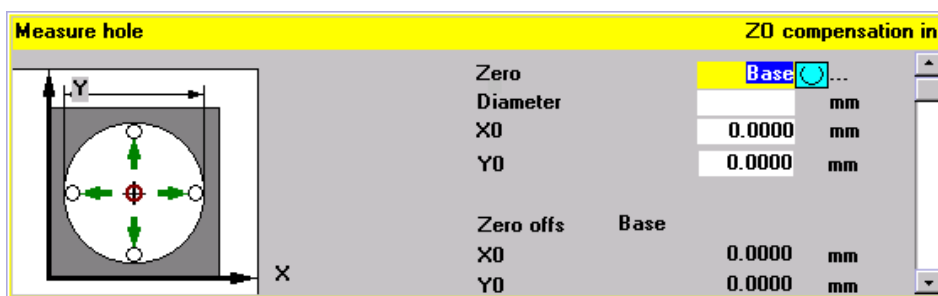 Measure hole ZO compensation in
Y
X
Zero Base ...
Diameter mm
X0 0.0000 mm
Y0 0.0000 mm
Zero offs Base
X0 0.0000 mm
Y0 0.0000 mm